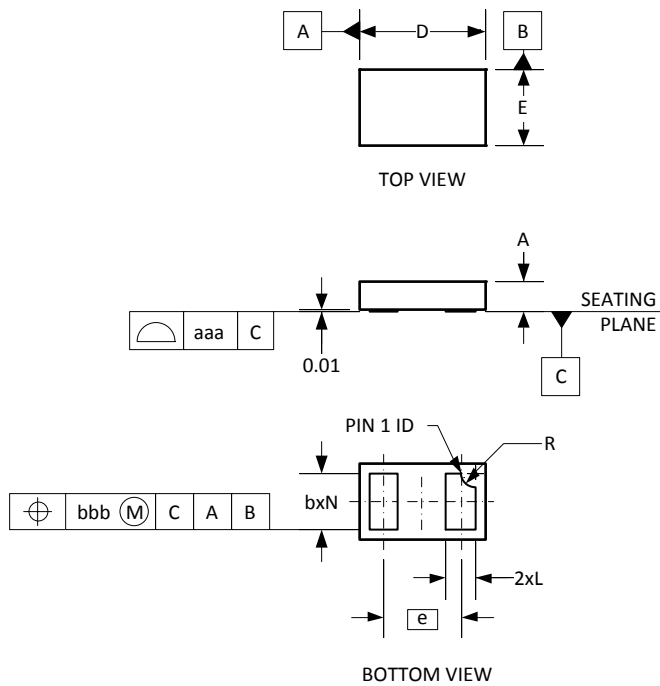 A
D
B
E
TOP VIEW
A
SEATING
PLANE
aaa C
0.01
C
PIN 1 ID
R
bxN
bbb M C A B
2xL
e
BOTTOM VIEW